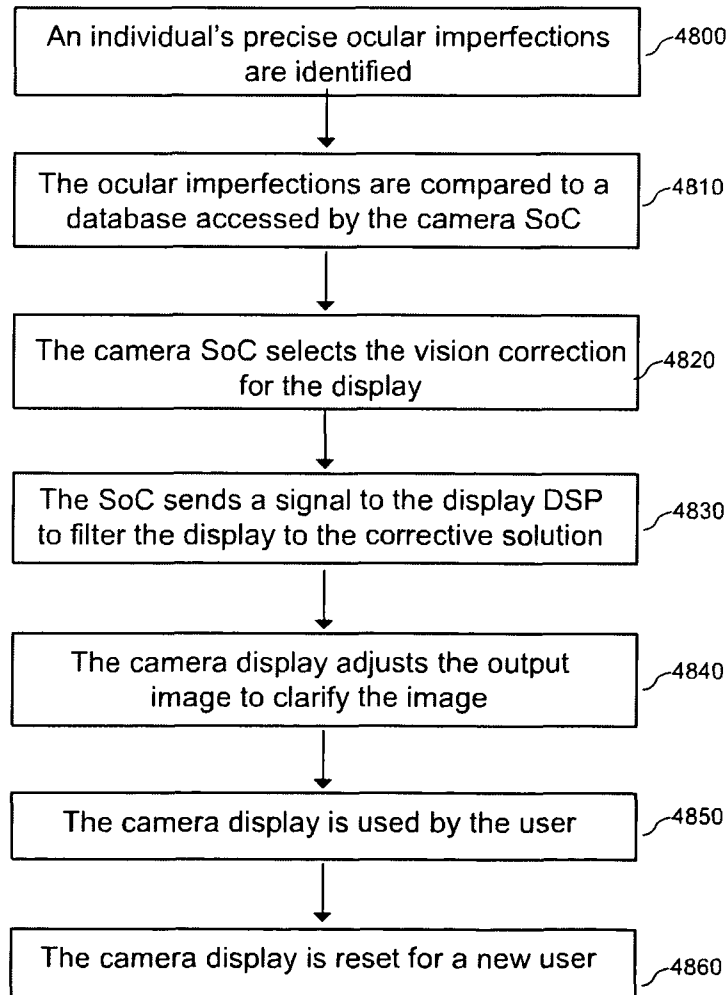 An individual's precise ocular imperfections
are identified
4800
The ocular imperfections are compared to a
database accessed by the camera SoC
4810
The camera SoC selects the vision correction
for the display
4820
The SoC sends a signal to the display DSP
to filter the display to the corrective solution
4830
The camera display adjusts the output
image to clarify the image
4840
The camera display is used by the user
4850
The camera display is reset for a new user
4860